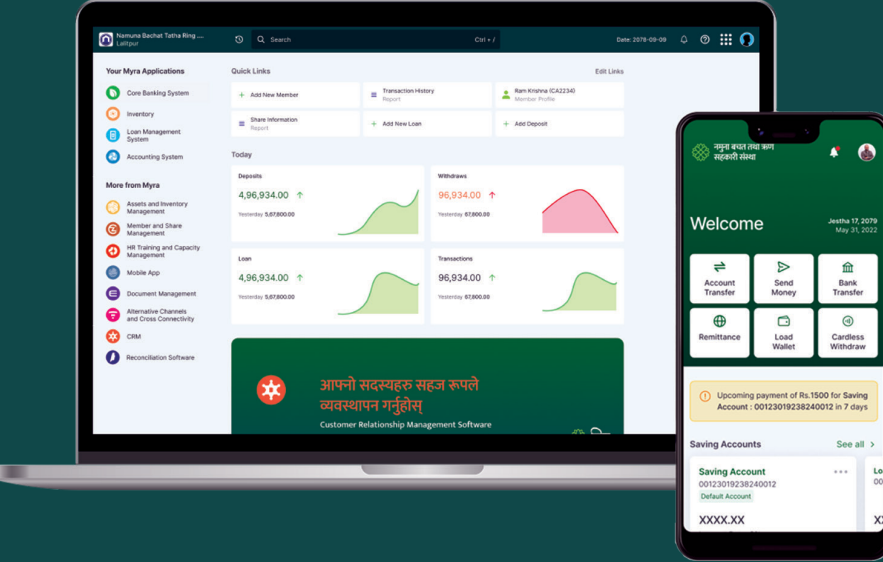 Namuna Bachat Tatha Ring ....
Lalitpur
Search
Ctrl + /
Date: 2078-09-09
Your Myra Applications
Core Banking System
Inventory
Loan Management
System
Accounting System
More from Myra
Assets and Inventory
Management
Member and Share
Management
HR Training and Capacity
Management
Mobile App
Document Management
Alternative Channels
and Cross Connectivity
CRM
Reconciliation Software
Quick Links
Edit Links
+ Add New Member
Transaction History
Report
Ram Krishna (CA2234)
Member Profile
Share Information
Report
+ Add New Loan
+ Add Deposit
Today
Deposits
4,96,934.00 ↑
Yesterday 5,67,800.00
Withdraws
96,934.00 ↑
Yesterday 67,800.00
Loan
4,96,934.00 ↑
Yesterday 5,67,800.00
Transactions
96,934.00 ↑
Yesterday 67,800.00
आफ्नो सदस्यहरु सहज रूपले
व्यवस्थापन गर्नुहोस्
Customer Relationship Management Software
नमुना बचत तथा ऋण
सहकारी संस्था
Welcome
Jestha 17, 2079
May 31, 2022
Account
Transfer
Send
Money
Bank
Transfer
Remittance
Load
Wallet
Cardless
Withdraw
Upcoming payment of Rs.1500 for Saving
Account : 00123019238240012 in 7 days
Saving Accounts
See all >
Saving Account
00123019238240012
Default Account
XXXX.XX
Lo
00